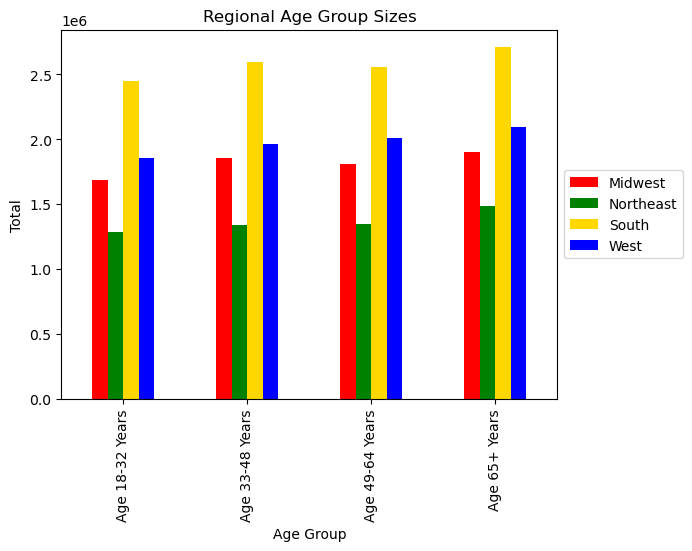 Regional Age Group Sizes
1e6
Total
2.5
2.0
1.5
1.0
0.5
0.0
Age 18-32 Years
Age 33-48 Years
Age 49-64 Years
Age 65+ Years
Age Group
Midwest
Northeast
South
West